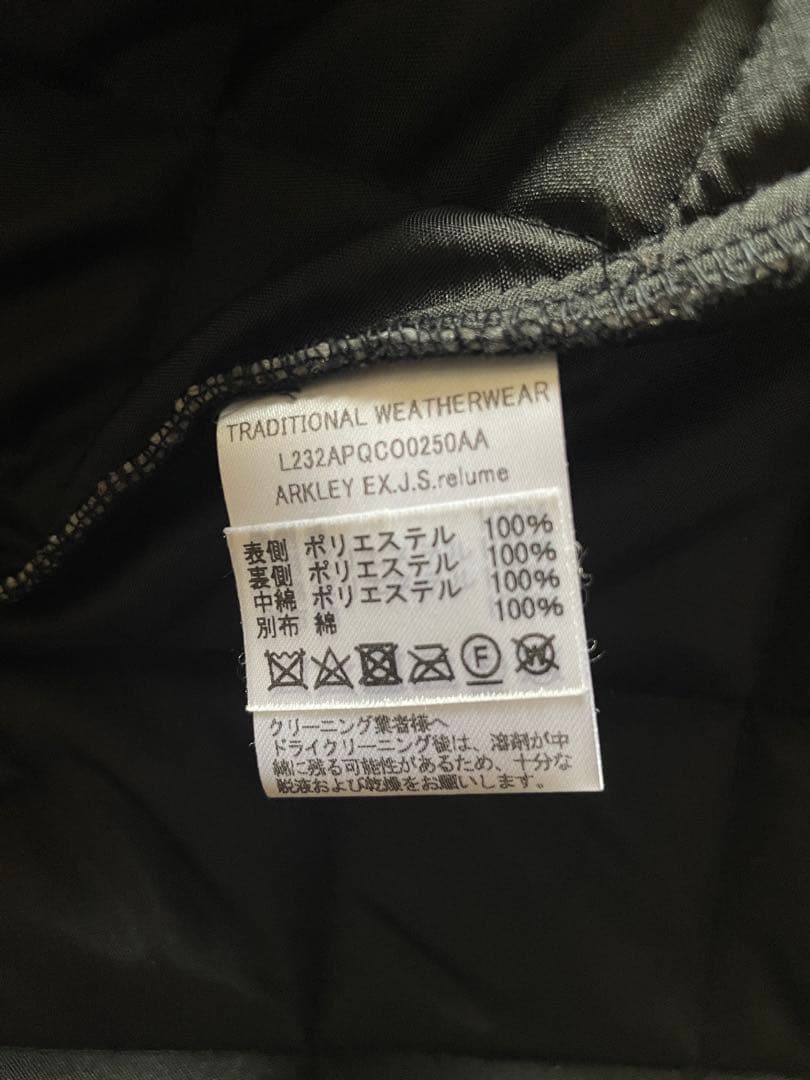 TRADITIONAL WEATHERWEAR
L232APQCO0250AA
ARKLEY EX.J.S.relume
表側 ポリエステル 100%
裏側 ポリエステル 100%
中綿 ポリエステル 100%
別布 綿 100%
F
W
クリーニング業者様へ
ドライクリーニング後は、溶剤が中
綿に残る可能性があるため、十分な
脱液および乾燥をお願いします。